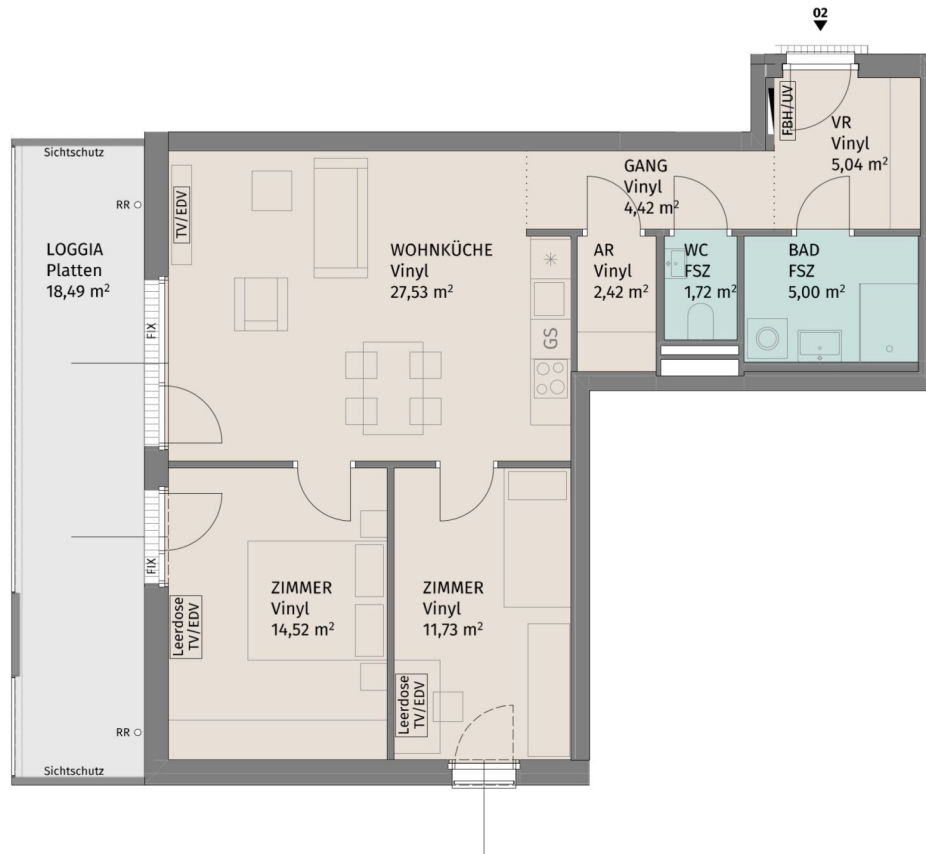 02
FBH/UV
VR
Vinyl
5,04 m²
Sichtschutz
GANG
Vinyl
4,42 m²
RR
TV/EDV
LOGGIA
Platten
18,49 m²
WOHNKÜCHE
Vinyl
27,53 m²
AR
Vinyl
2,42 m²
WC
FSZ
1,72 m²
BAD
FSZ
5,00 m²
FIX
GS
FIX
ZIMMER
Vinyl
14,52 m²
ZIMMER
Vinyl
11,73 m²
Leerdose
TV/EDV
Leerdose
TV/EDV
RR
Sichtschutz